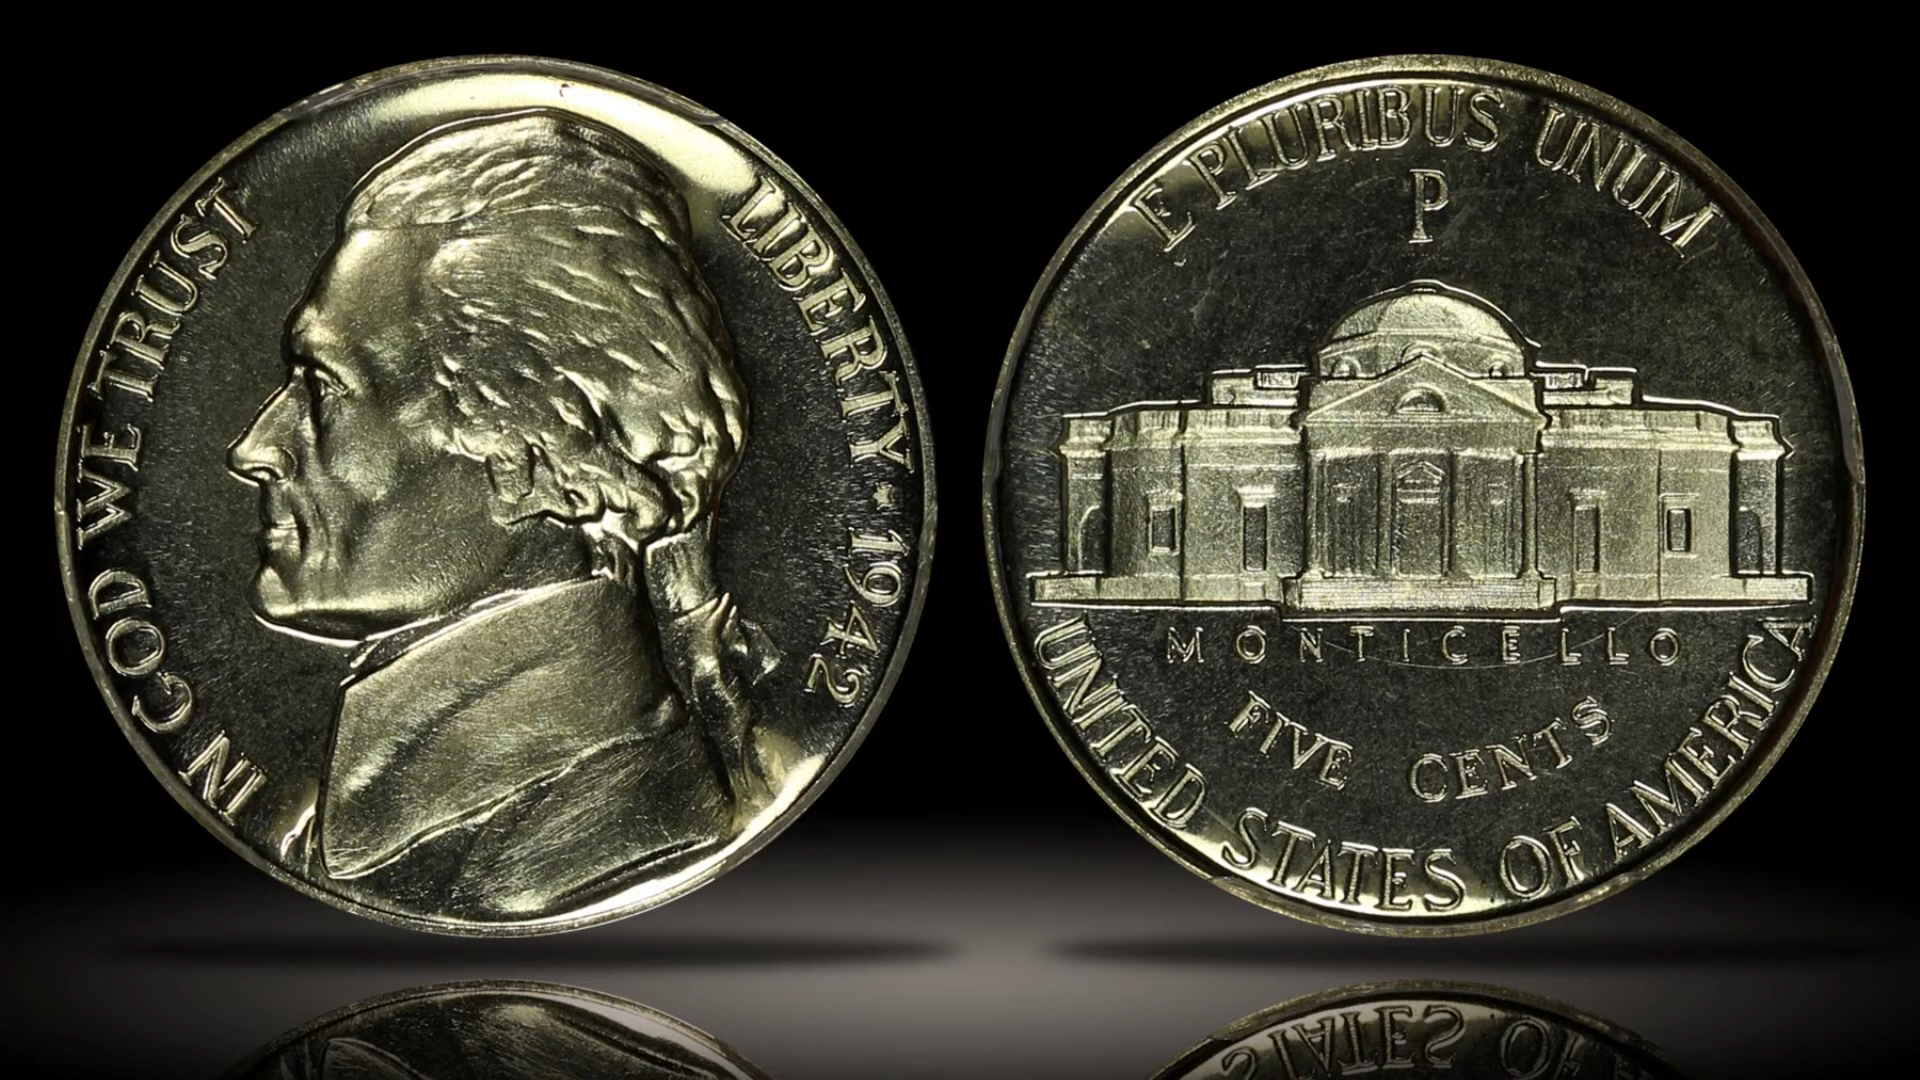 IN GOD WE TRUST
LIBERTY ★ 1942
E PLURIBUS UNUM
P
MONTICELLO
FIVE CENTS
UNITED STATES OF AMERICA